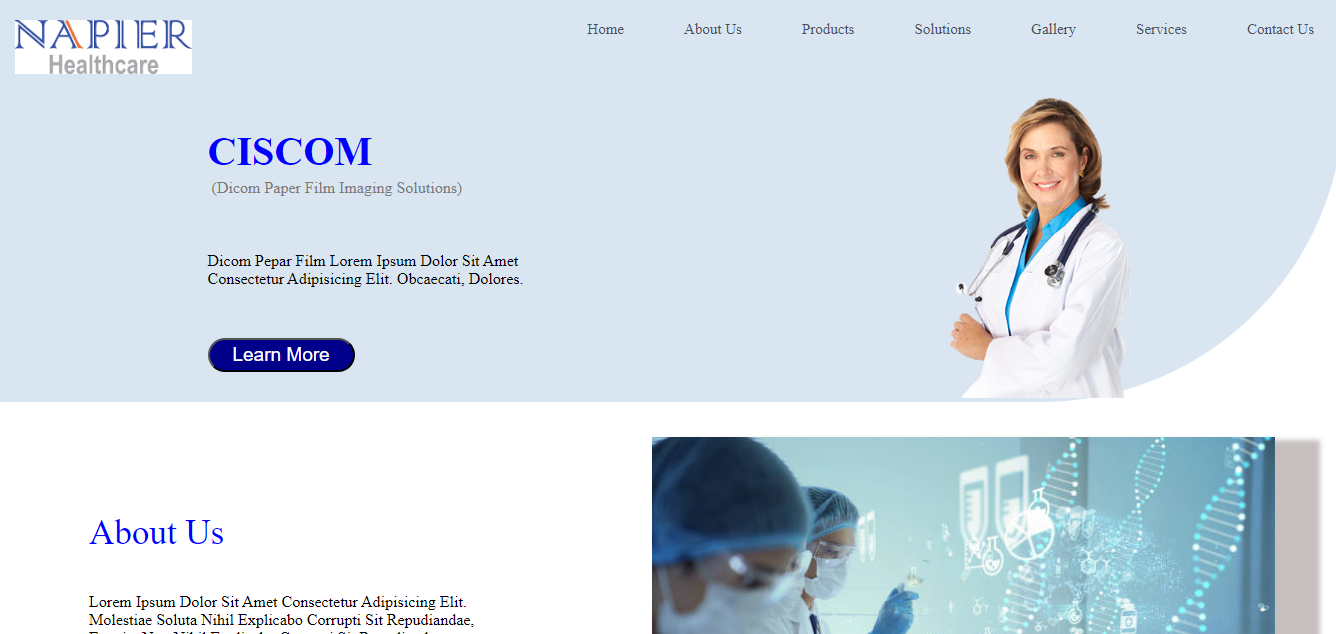 NAPIER
Healthcare
Home About Us Products Solutions Gallery Services Contact Us
CISCOM
(Dicom Paper Film Imaging Solutions)
Dicom Pepar Film Lorem Ipsum Dolor Sit Amet
Consectetur Adipisicing Elit. Obcaecati, Dolores.
Learn More
About Us
Lorem Ipsum Dolor Sit Amet Consectetur Adipisicing Elit.
Molestiae Soluta Nihil Explicabo Corrupti Sit Repudiandae,